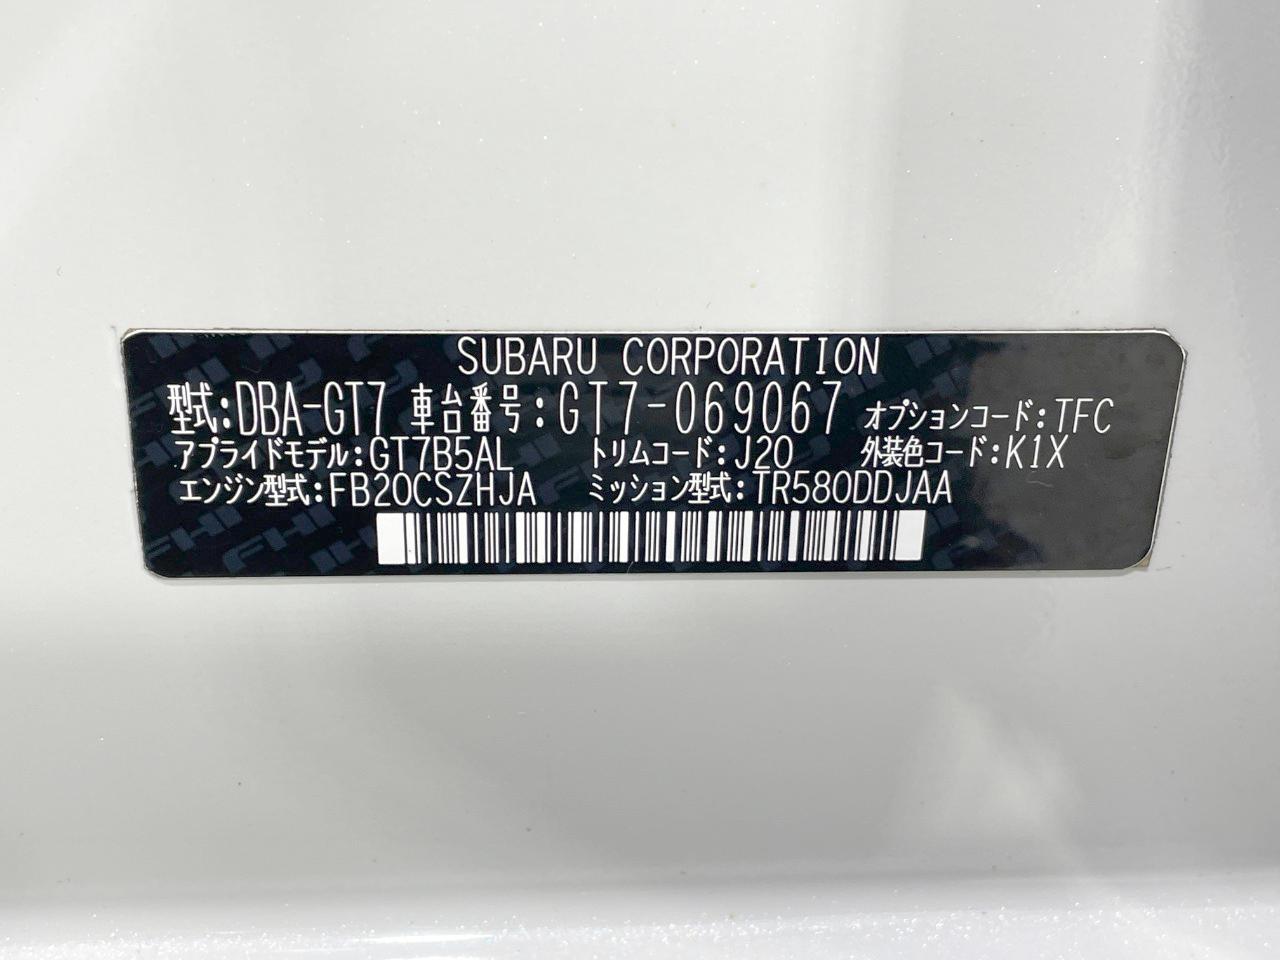 SUBARU CORPORATION
型式:DBA-GT7 車台番号:GT7-069067 オプションコード:TFC
アプライドモデル:GT7B5AL トリムコード:J20 外装色コード:K1X
エンジン型式:FB20CSZHJA ミッション型式:TR580DDJAA